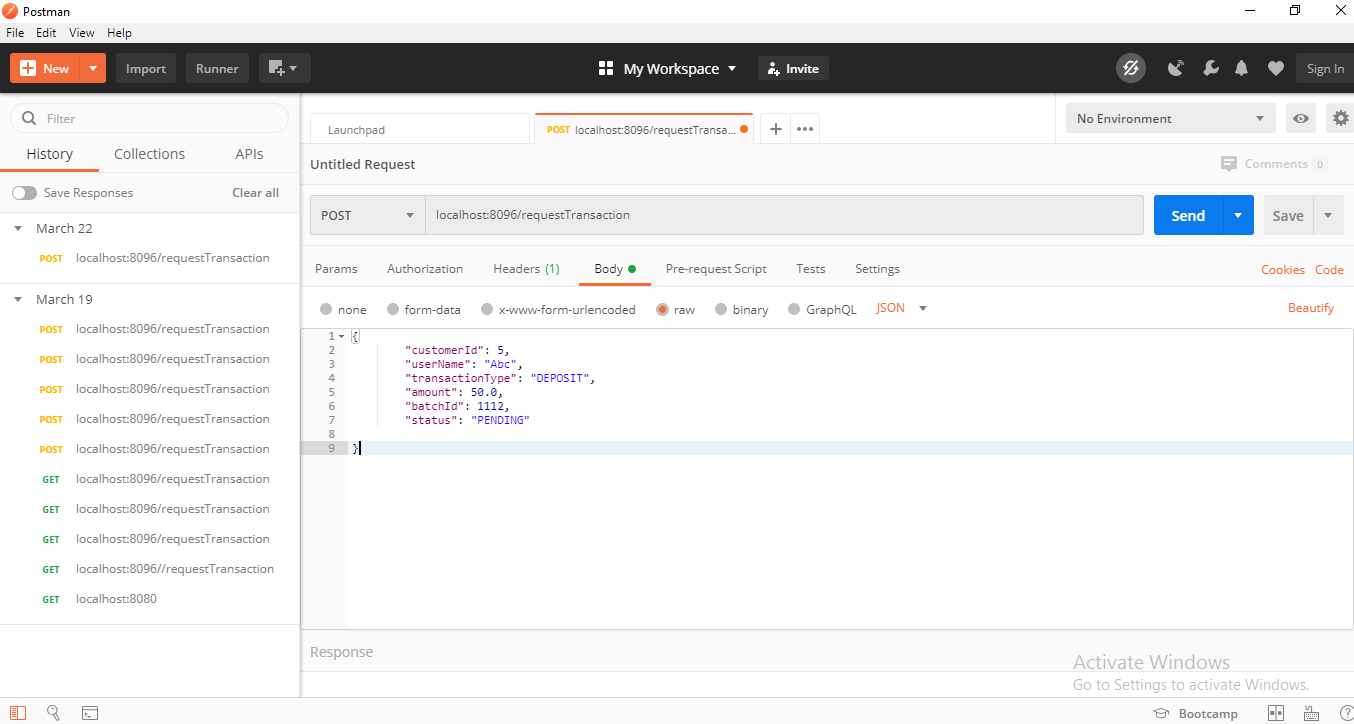 Postman
File Edit View Help
New Import Runner My Workspace Invite Sign In
Filter
History Collections APIs
Save Responses Clear all
March 22
POST localhost:8096/requestTransaction
March 19
POST localhost:8096/requestTransaction
POST localhost:8096/requestTransaction
POST localhost:8096/requestTransaction
POST localhost:8096/requestTransaction
POST localhost:8096/requestTransaction
GET localhost:8096/requestTransaction
GET localhost:8096/requestTransaction
GET localhost:8096/requestTransaction
GET localhost:8096//requestTransaction
GET localhost:8080
Launchpad POST localhost:8096/requestTransa... No Environment
Untitled Request Comments 0
POST localhost:8096/requestTransaction Send Save
Params Authorization Headers (1) Body Pre-request Script Tests Settings Cookies Code
none form-data x-www-form-urlencoded raw binary GraphQL JSON Beautify
1 {
2 "customerId": 5,
3 "userName": "Abc",
4 "transactionType": "DEPOSIT",
5 "amount": 50.0,
6 "batchId": 1112,
7 "status": "PENDING"
8
9 }
Response
Activate Windows
Go to Settings to activate Windows.
Bootcamp